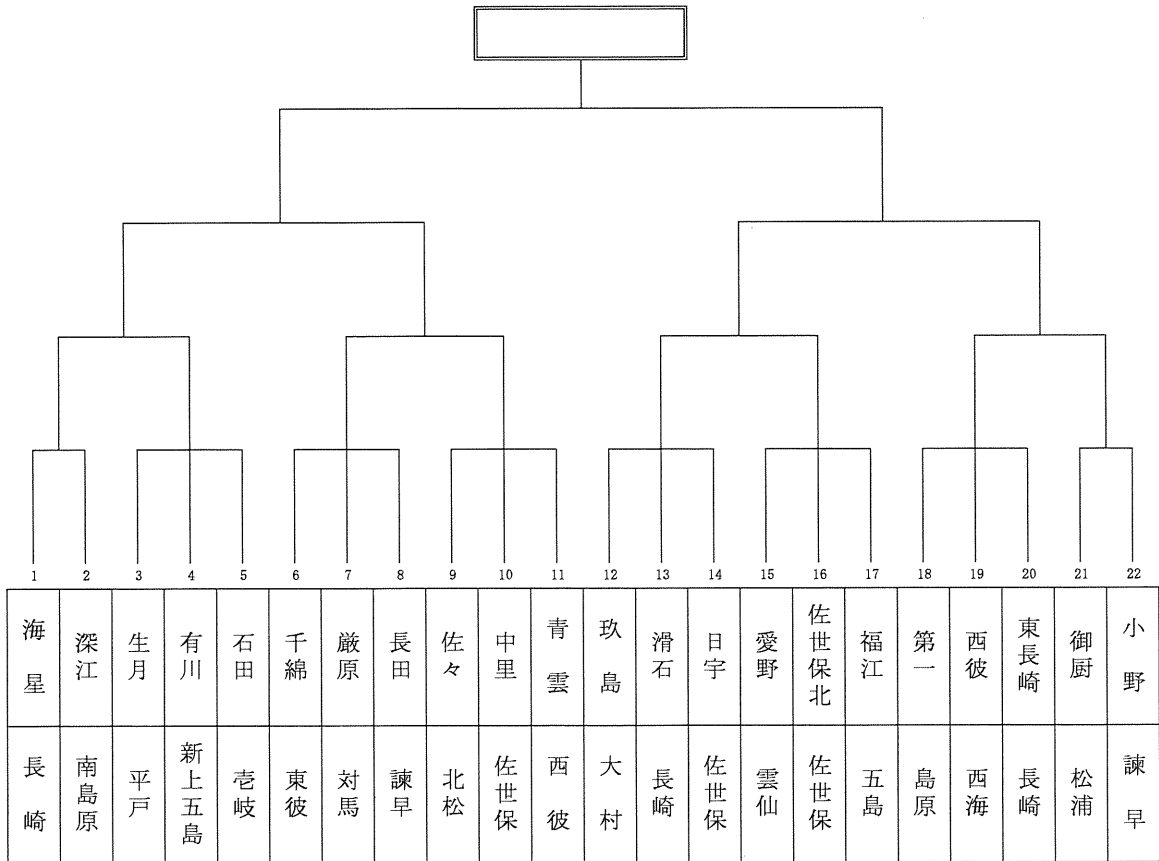 1 2 3 4 5 6 7 8 9 10 11 12 13 14 15 16 17 18 19 20 21 22
海星 深江 生月 有川 石田 千綿 厳原 長田 佐々 中里 青雲 玖島 滑石 日宇 愛野 佐世保北 福江 第一 西彼 東長崎 御厨 小野
長崎 南島原 平戸 新上五島 壱岐 東彼 対馬 諫早 北松 佐世保 西彼 大村 長崎 佐世保 雲仙 佐世保 五島 島原 西海 長崎 松浦 諫早